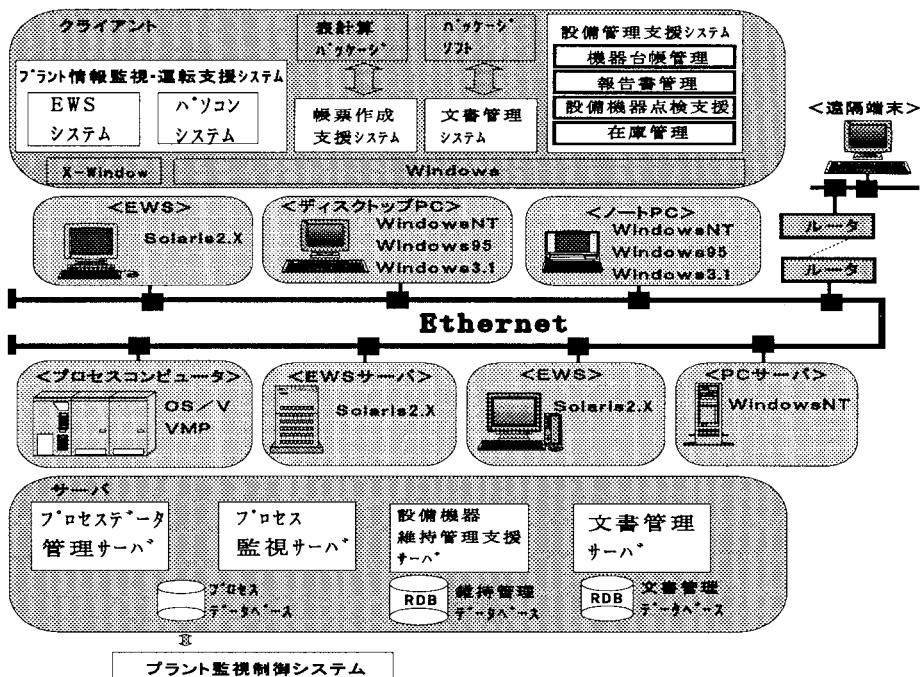 クライアント
プラント情報監視・運転支援システム
EWS
システム
パソコン
システム
表計算
パッケージ
帳票作成
支援システム
パッケージ
ソフト
文書管理
システム
設備管理支援システム
機器台帳管理
報告書管理
設備機器点検支援
在庫管理
X-Window
Windows
<遠隔端末>
ルータ
ルータ
<EWS>
Solaris2.X
<ディスクトップPC>
WindowsNT
Windows95
Windows3.1
<ノートPC>
WindowsNT
Windows95
Windows3.1
Ethernet
<プロセスコンピュータ>
OS/V
VMP
<EWSサーバ>
Solaris2.X
<EWS>
Solaris2.X
<PCサーバ>
WindowsNT
サーバ
プロセスデータ
管理サーバ
プロセス
監視サーバ
設備機器
維持管理支援
サーバ
文書管理
サーバ
プロセス
データベース
RDB
維持管理
データベース
RDB
文書管理
データベース
プラント監視制御システム